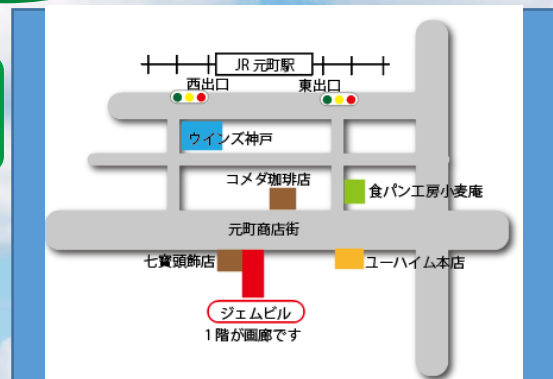 JR 元町駅
西出口
東出口
ウインズ神戸
コメダ珈琲店
食パン工房小麦庵
元町商店街
七寳頭飾店
ユーハイム本店
ジェムビル
1階が画廊です